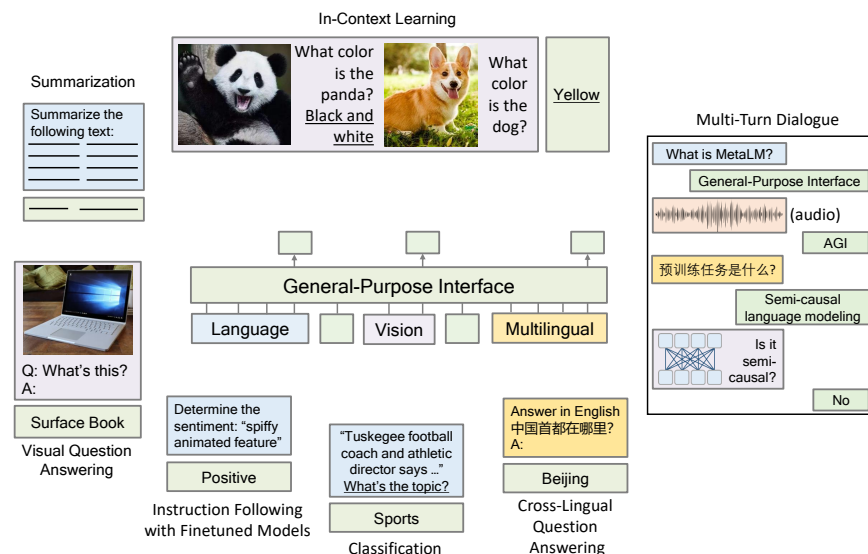 In-Context Learning
What color
is the
panda?
Black and
white
What
color
is the
dog?
Yellow
Summarization
Summarize the
following text:
Multi-Turn Dialogue
What is MetaLM?
General-Purpose Interface
(audio)
AGI
预训练任务是什么?
Semi-causal
language modeling
Is it
semi-
causal?
No
General-Purpose Interface
Language
Vision
Multilingual
Q: What's this?
A:
Surface Book
Visual Question
Answering
Determine the
sentiment: “spiffy
animated feature”
Positive
Instruction Following
with Finetuned Models
“Tuskegee football
coach and athletic
director says ...”
What's the topic?
Sports
Classification
Answer in English
中国首都在哪里?
A:
Beijing
Cross-Lingual
Question
Answering